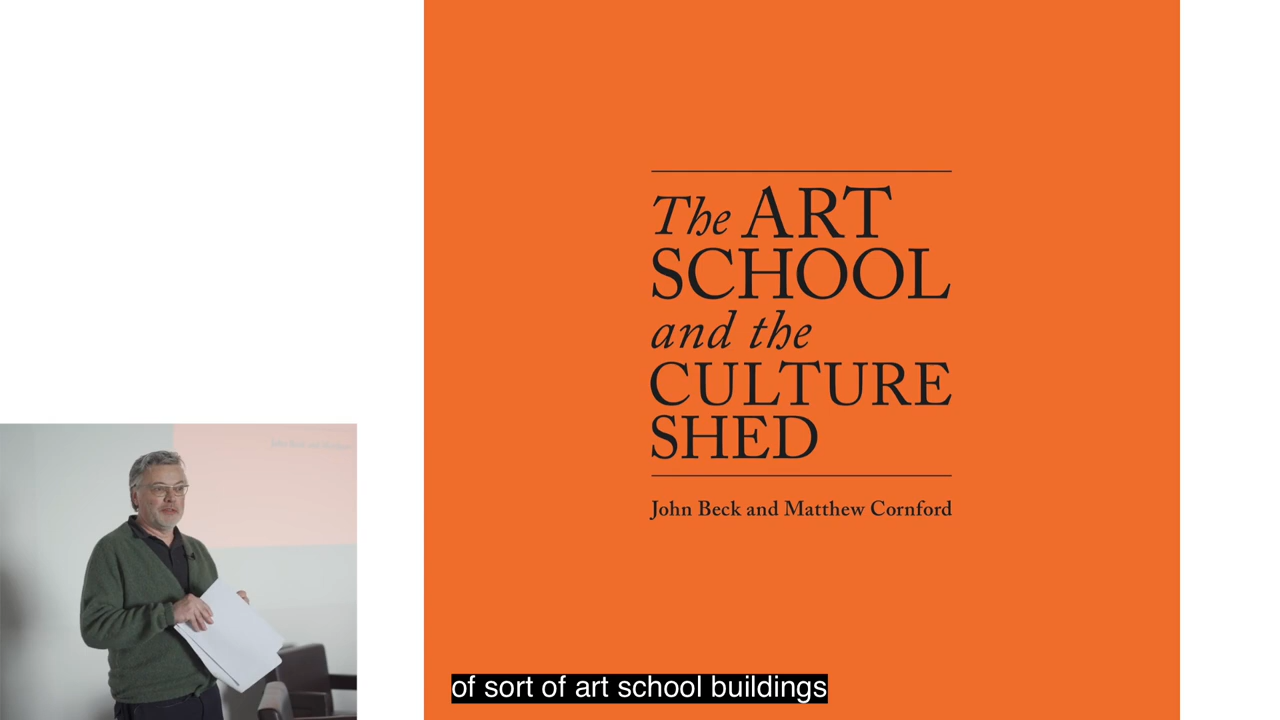 The ART
SCHOOL
and the
CULTURE
SHED
John Beck and Matthew Cornford
of sort of art school buildings